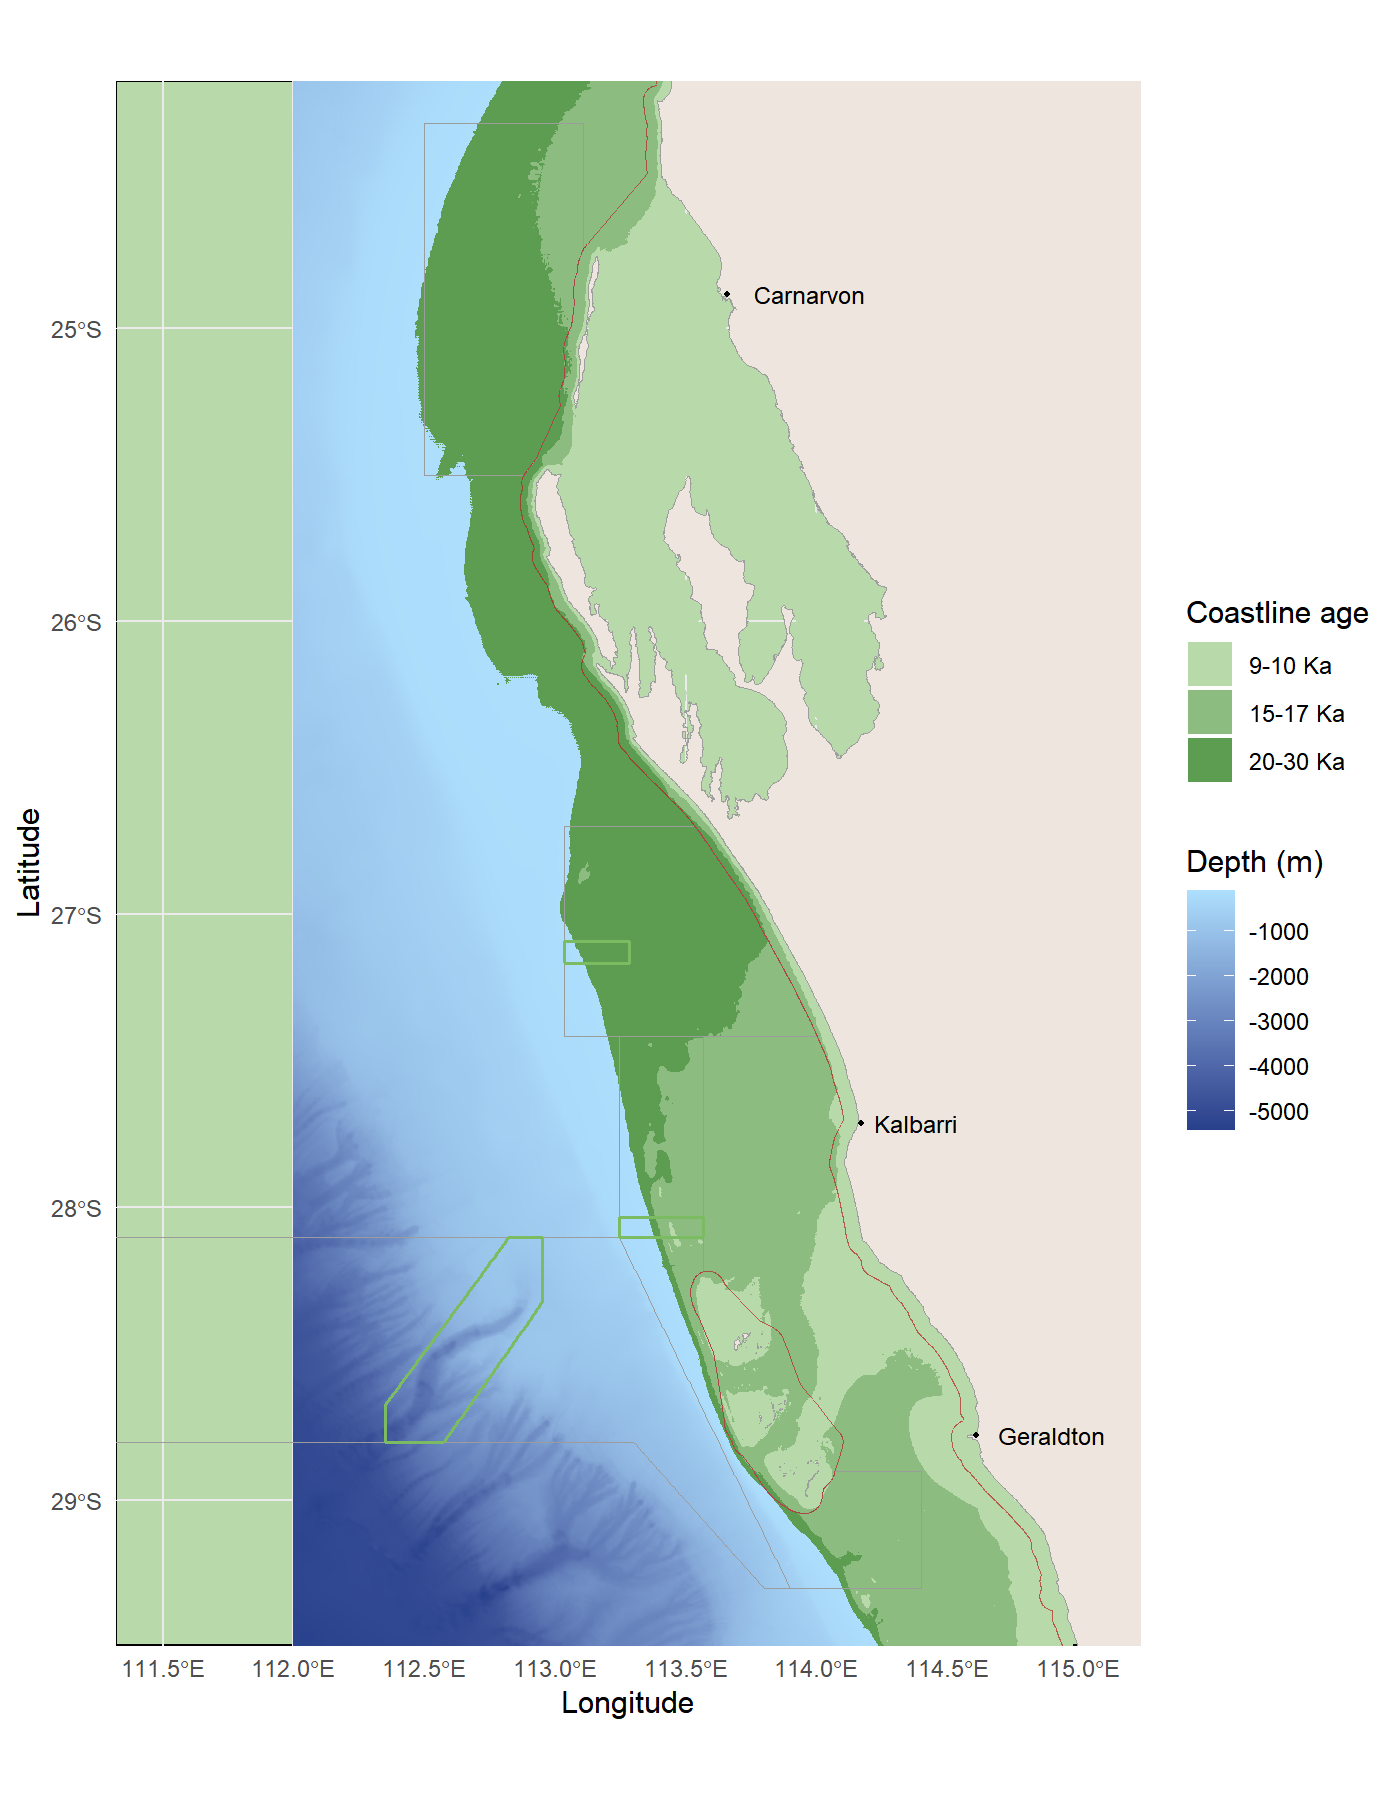 Carnarvon
Kalbarri
Geraldton
25°S
26°S
27°S
28°S
29°S
Latitude
111.5°E
112.0°E
112.5°E
113.0°E
113.5°E
114.0°E
114.5°E
115.0°E
Longitude
Coastline age
9-10 Ka
15-17 Ka
20-30 Ka
Depth (m)
-1000
-2000
-3000
-4000
-5000